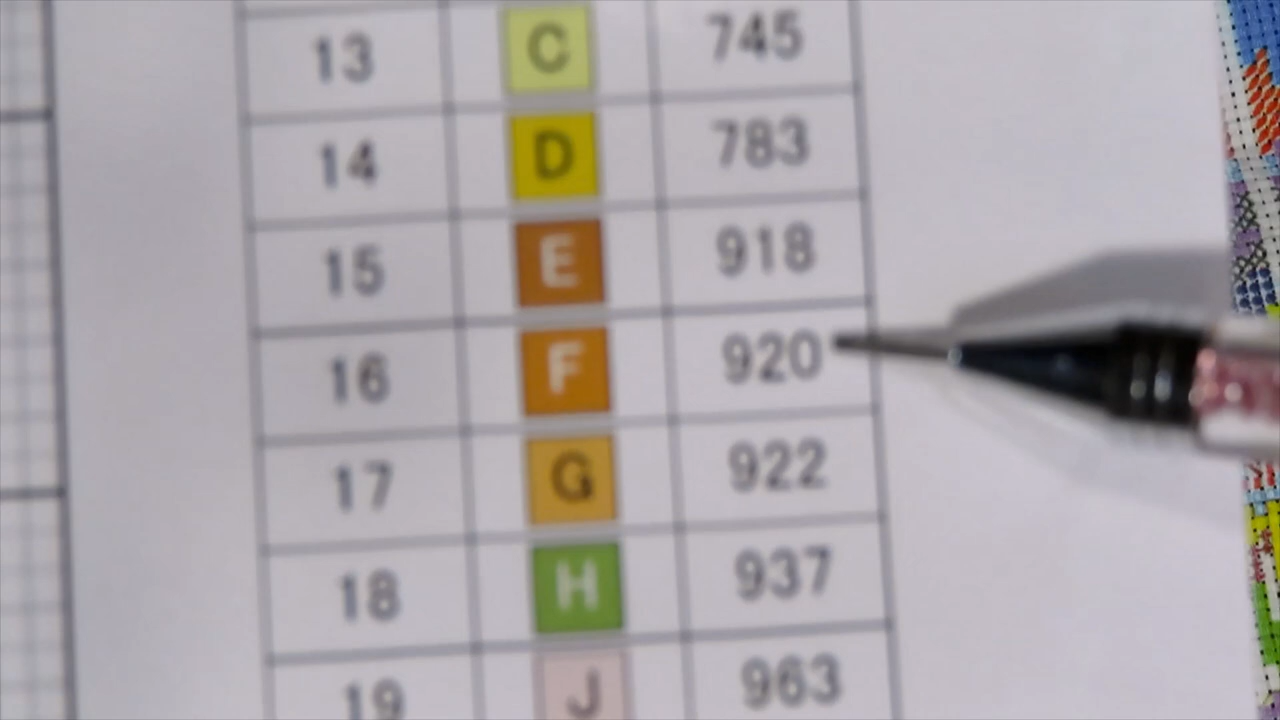 13 C 745
14 D 783
15 E 918
16 F 920
17 G 922
18 H 937
19 J 963